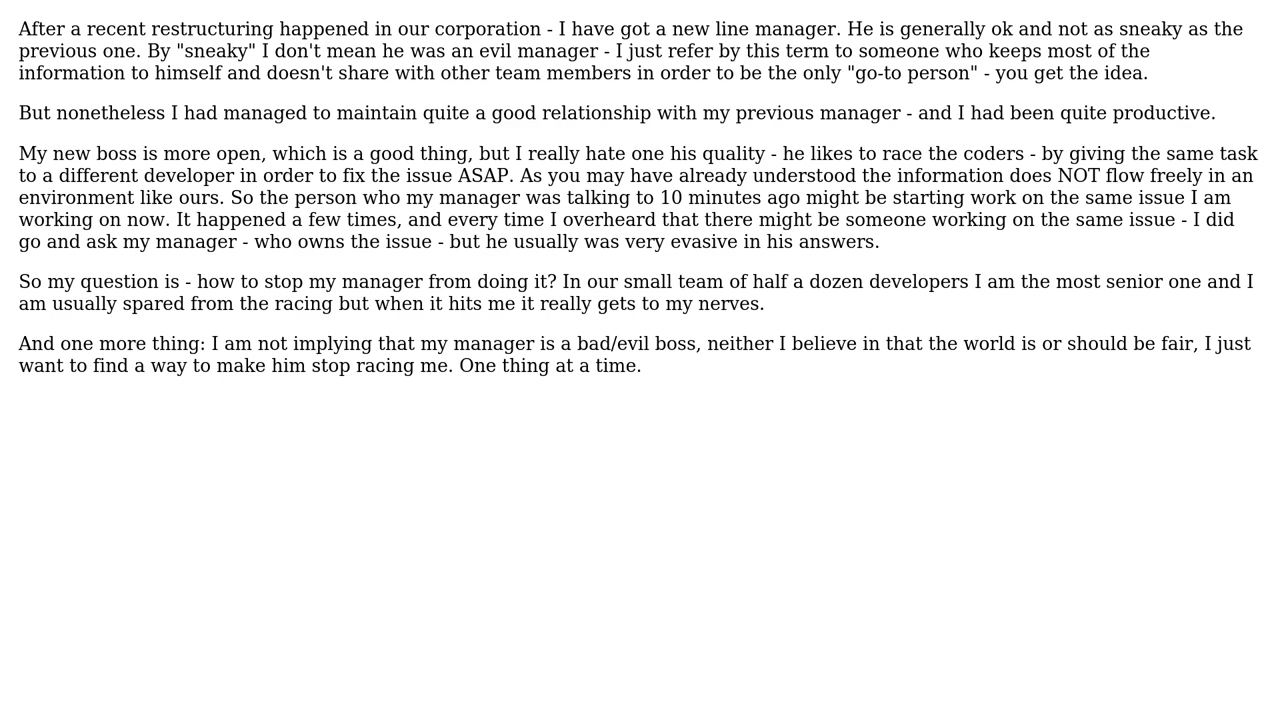 After a recent restructuring happened in our corporation - I have got a new line manager. He is generally ok and not as sneaky as the
previous one. By "sneaky" I don't mean he was an evil manager - I just refer by this term to someone who keeps most of the
information to himself and doesn't share with other team members in order to be the only "go-to person" - you get the idea.
But nonetheless I had managed to maintain quite a good relationship with my previous manager - and I had been quite productive.
My new boss is more open, which is a good thing, but I really hate one his quality - he likes to race the coders - by giving the same task
to a different developer in order to fix the issue ASAP. As you may have already understood the information does NOT flow freely in an
environment like ours. So the person who my manager was talking to 10 minutes ago might be starting work on the same issue I am
working on now. It happened a few times, and every time I overheard that there might be someone working on the same issue - I did
go and ask my manager - who owns the issue - but he usually was very evasive in his answers.
So my question is - how to stop my manager from doing it? In our small team of half a dozen developers I am the most senior one and I
am usually spared from the racing but when it hits me it really gets to my nerves.
And one more thing: I am not implying that my manager is a bad/evil boss, neither I believe in that the world is or should be fair, I just
want to find a way to make him stop racing me. One thing at a time.